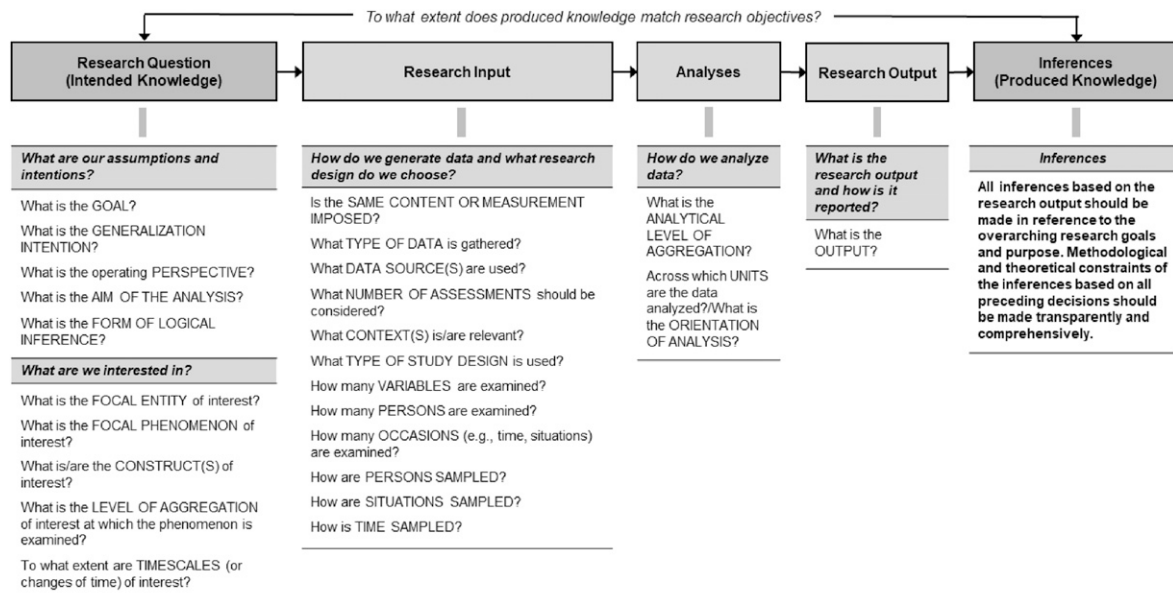 To what extent does produced knowledge match research objectives?
Research Question
(Intended Knowledge)
Research Input
Analyses
Research Output
Inferences
(Produced Knowledge)
What are our assumptions and
intentions?
What is the GOAL?
What is the GENERALIZATION
INTENTION?
What is the operating PERSPECTIVE?
What is the AIM OF THE ANALYSIS?
What is the FORM OF LOGICAL
INFERENCE?
What are we interested in?
What is the FOCAL ENTITY of interest?
What is the FOCAL PHENOMENON of
interest?
What is/are the CONSTRUCT(S) of
interest?
What is the LEVEL OF AGGREGATION
of interest at which the phenomenon is
examined?
To what extent are TIMESCALES (or
changes of time) of interest?
How do we generate data and what research
design do we choose?
Is the SAME CONTENT OR MEASUREMENT
IMPOSED?
What TYPE OF DATA is gathered?
What DATA SOURCE(S) are used?
What NUMBER OF ASSESSMENTS should be
considered?
What CONTEXT(S) is/are relevant?
What TYPE OF STUDY DESIGN is used?
How many VARIABLES are examined?
How many PERSONS are examined?
How many OCCASIONS (e.g., time, situations)
are examined?
How are PERSONS SAMPLED?
How are SITUATIONS SAMPLED?
How is TIME SAMPLED?
How do we analyze
data?
What is the
ANALYTICAL
LEVEL OF
AGGREGATION?
Across which UNITS
are the data
analyzed?/What is
the ORIENTATION
OF ANALYSIS?
What is the
research output
and how is it
reported?
What is the
OUTPUT?
Inferences
All inferences based on the
research output should be
made in reference to the
overarching research goals
and purpose. Methodological
and theoretical constraints of
the inferences based on all
preceding decisions should
be made transparently and
comprehensively.